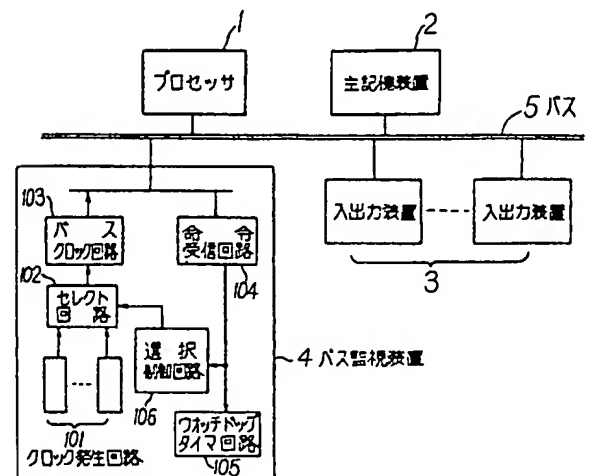 1
プロセッサ
2
主記憶装置
5 バス
103
バス
クロック回路
命令
受信回路
104
入出力装置
入出力装置
3
102
セレクト
回路
選択
制御回路
106
4 バス監視装置
101
クロック発生回路
ウオッチドッグ
タイマ回路
105